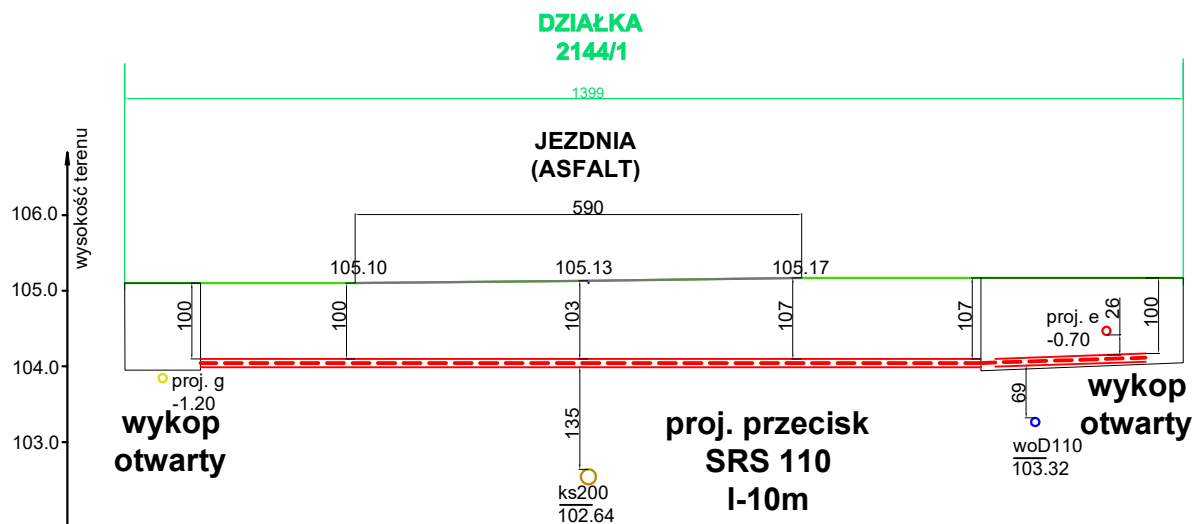 DZIAŁKA
2144/1
1399
JEZDNIA
(ASFALT)
wysokość terenu
590
106.0
105.10
105.13
105.17
105.0
100
100
103
107
107
26
100
proj. e
-0.70
104.0
proj. g
-1.20
wykop
otwarty
135
proj. przecisk
SRS 110
l-10m
69
wykop
otwarty
103.0
woD110
103.32
ks200
102.64